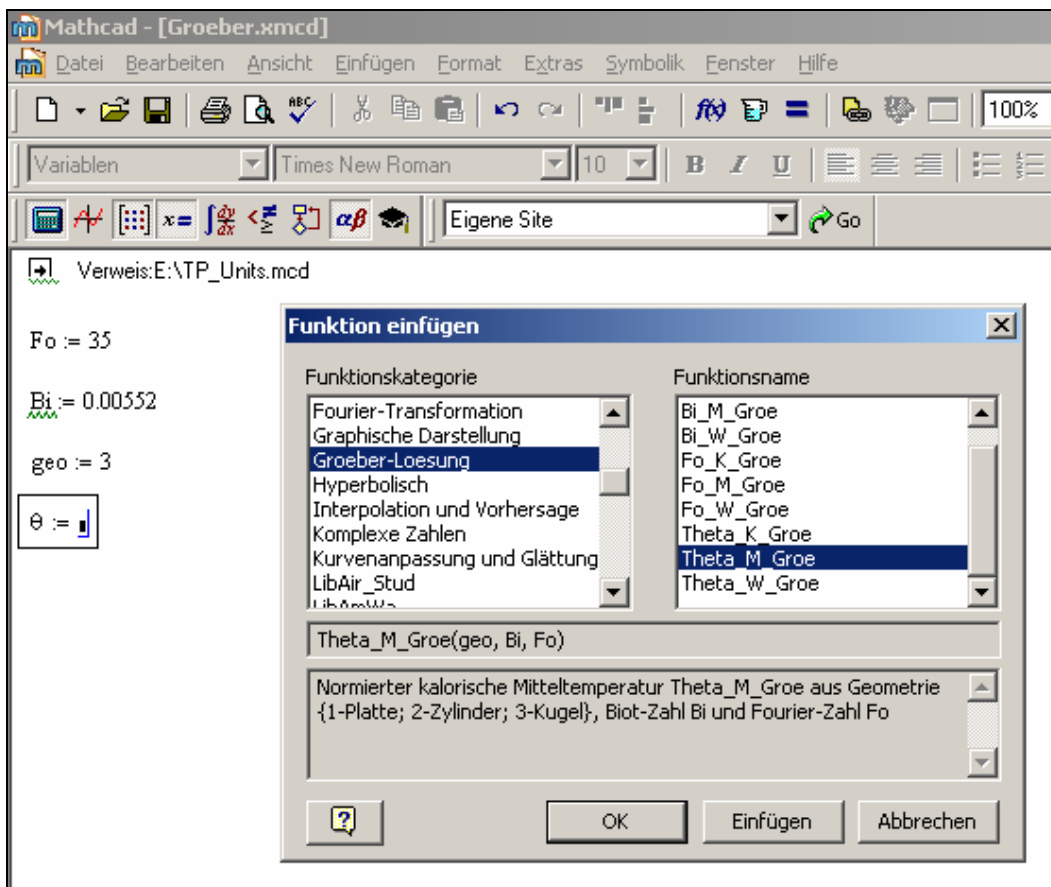 Mathcad - [Groeber.xmcd]
Datei Bearbeiten Ansicht Einfügen Format Extras Symbolik Fenster Hilfe
100%
Variablen Times New Roman 10 B I U
αβ Eigene Site Go
Verweis:E:\TP_Units.mcd
Fo := 35
Bi := 0.00552
geo := 3
θ :=
Funktion einfügen
Funktionskategorie
Fourier-Transformation
Graphische Darstellung
Groeber-Loesung
Hyperbolisch
Interpolation und Vorhersage
Komplexe Zahlen
Kurvenanpassung und Glättung
LibAir_Stud
LibAmWa
Funktionsname
Bi_M_Groe
Bi_W_Groe
Fo_K_Groe
Fo_M_Groe
Fo_W_Groe
Theta_K_Groe
Theta_M_Groe
Theta_W_Groe
Theta_M_Groe(geo, Bi, Fo)
Normierter kalorische Mitteltemperatur Theta_M_Groe aus Geometrie
{1-Platte; 2-Zylinder; 3-Kugel}, Biot-Zahl Bi und Fourier-Zahl Fo
OK Einfügen Abbrechen